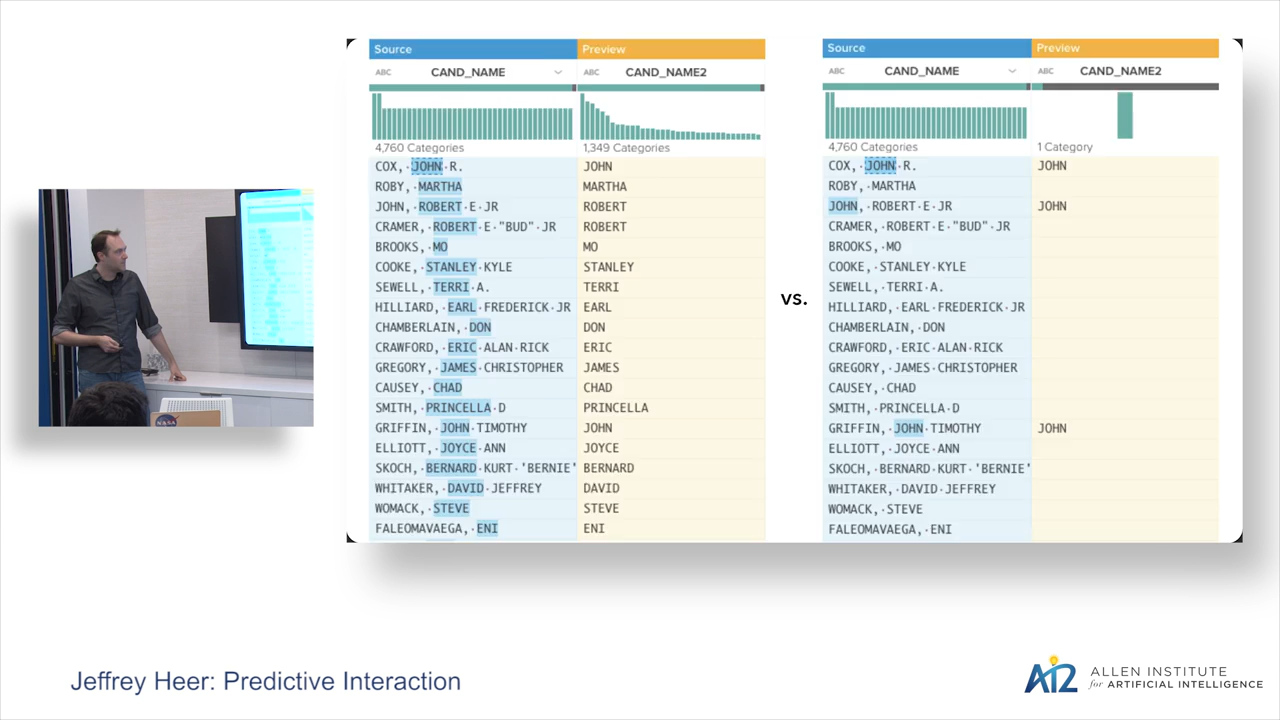 Source Preview
ABC CAND_NAME ABC CAND_NAME2
4,760 Categories 1,349 Categories
COX,·JOHN·R. JOHN
ROBY,·MARTHA MARTHA
JOHN,·ROBERT·E·JR ROBERT
CRAMER,·ROBERT·E·"BUD"·JR ROBERT
BROOKS,·MO MO
COOKE,·STANLEY·KYLE STANLEY
SEWELL,·TERRI·A. TERRI
HILLIARD,·EARL·FREDERICK·JR EARL
CHAMBERLAIN,·DON DON
CRAWFORD,·ERIC·ALAN·RICK ERIC
GREGORY,·JAMES·CHRISTOPHER JAMES
CAUSEY,·CHAD CHAD
SMITH,·PRINCELLA·D PRINCELLA
GRIFFIN,·JOHN·TIMOTHY JOHN
ELLIOTT,·JOYCE·ANN JOYCE
SKOCH,·BERNARD·KURT·'BERNIE' BERNARD
WHITAKER,·DAVID·JEFFREY DAVID
WOMACK,·STEVE STEVE
FALEOMAVAEGA,·ENI ENI
vs.
Source Preview
ABC CAND_NAME ABC CAND_NAME2
4,760 Categories 1 Category
COX,·JOHN·R. JOHN
ROBY,·MARTHA
JOHN,·ROBERT·E·JR JOHN
CRAMER,·ROBERT·E·"BUD"·JR
BROOKS,·MO
COOKE,·STANLEY·KYLE
SEWELL,·TERRI·A.
HILLIARD,·EARL·FREDERICK·JR
CHAMBERLAIN,·DON
CRAWFORD,·ERIC·ALAN·RICK
GREGORY,·JAMES·CHRISTOPHER
CAUSEY,·CHAD
SMITH,·PRINCELLA·D
GRIFFIN,·JOHN·TIMOTHY JOHN
ELLIOTT,·JOYCE·ANN
SKOCH,·BERNARD·KURT·'BERNIE'
WHITAKER,·DAVID·JEFFREY
WOMACK,·STEVE
FALEOMAVAEGA,·ENI
NASA
Jeffrey Heer: Predictive Interaction
AI2 ALLEN INSTITUTE
for ARTIFICIAL INTELLIGENCE